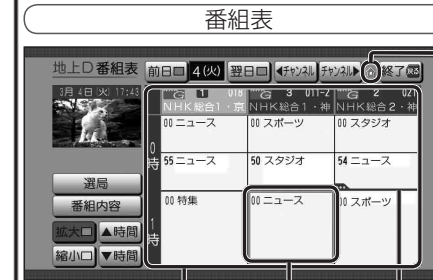 番組表
地上D 番組表 前日 4(火) 翌日 ◀チャンネル チャンネル▶ 終了 戻る
3月 4日(火) 17:43
G 1 018 G 3 011-2 G 2 021
NHK総合1・京 NHK総合1・神 NHK総合2・神
0時
00 ニュース 00 スポーツ 00 スタジオ
55 ニュース 50 スタジオ 54 ニュース
1時
00 特集 00 ニュース 00 スポーツ
選局
番組内容
拡大 ▲時間
縮小 ▼時間